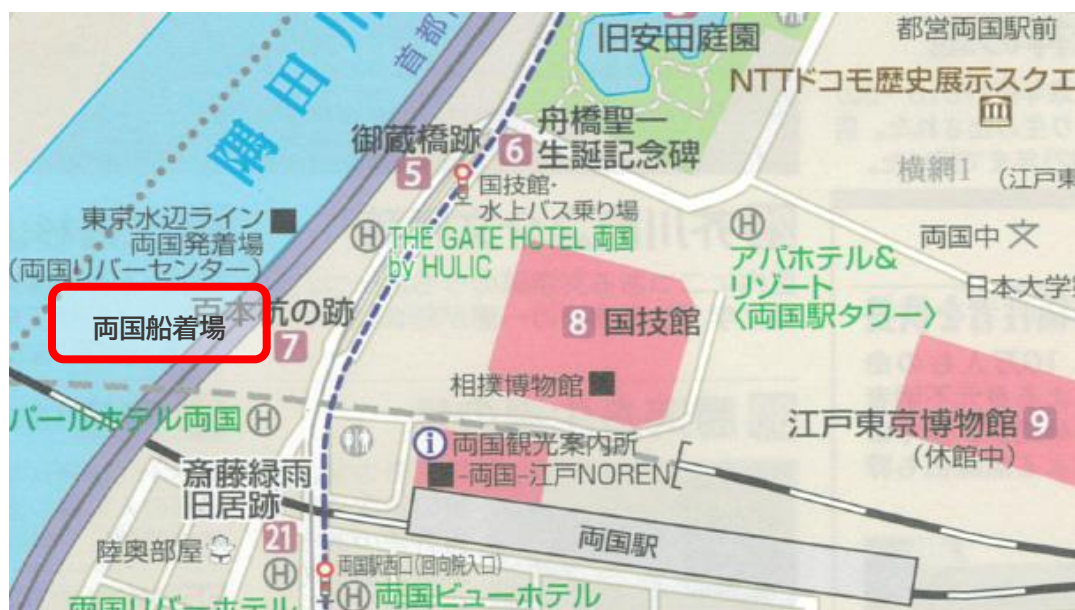 隅田川
首都
旧安田庭園
都営両国駅前
NTTドコモ歴史展示スクエ
御蔵橋跡
5
6
舟橋聖一
生誕記念碑
横網1
(江戸東
国技館・
水上バス乗り場
東京水辺ライン
両国発着場
(両国リバーセンター)
H
THE GATE HOTEL 両国
by HULIC
H
アパホテル&
リゾート
〈両国駅タワー〉
両国中 文
日本大学
両国船着場
百本杭の跡
7
8 国技館
相撲博物館
パールホテル両国 H
江戸東京博物館 9
(休館中)
i 両国観光案内所
-両国-江戸NOREN
斎藤緑雨
旧居跡
21
両国駅
陸奥部屋
H
両国駅西口(回向院入口)
H 両国ビューホテル
両国リバーホテル